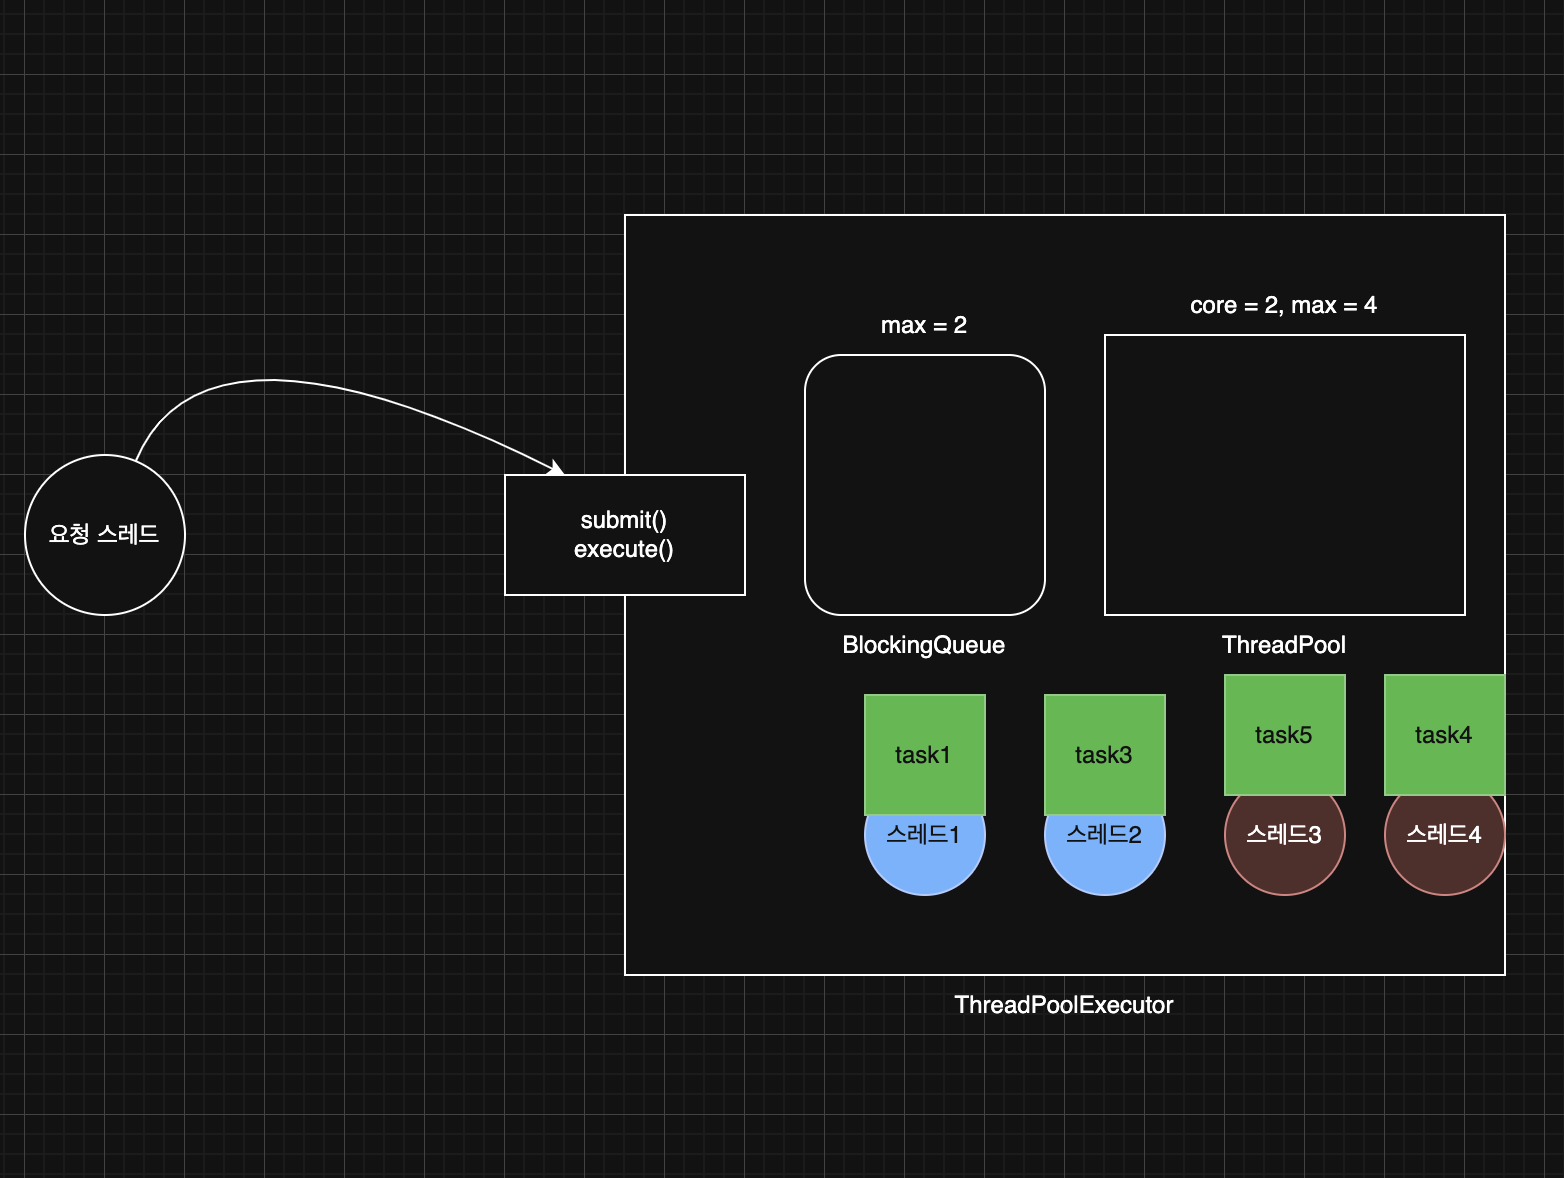 core = 2, max = 4
max = 2
요청 스레드
submit()
execute()
BlockingQueue
ThreadPool
task1
task3
task5
task4
스레드1
스레드2
스레드3
스레드4
ThreadPoolExecutor